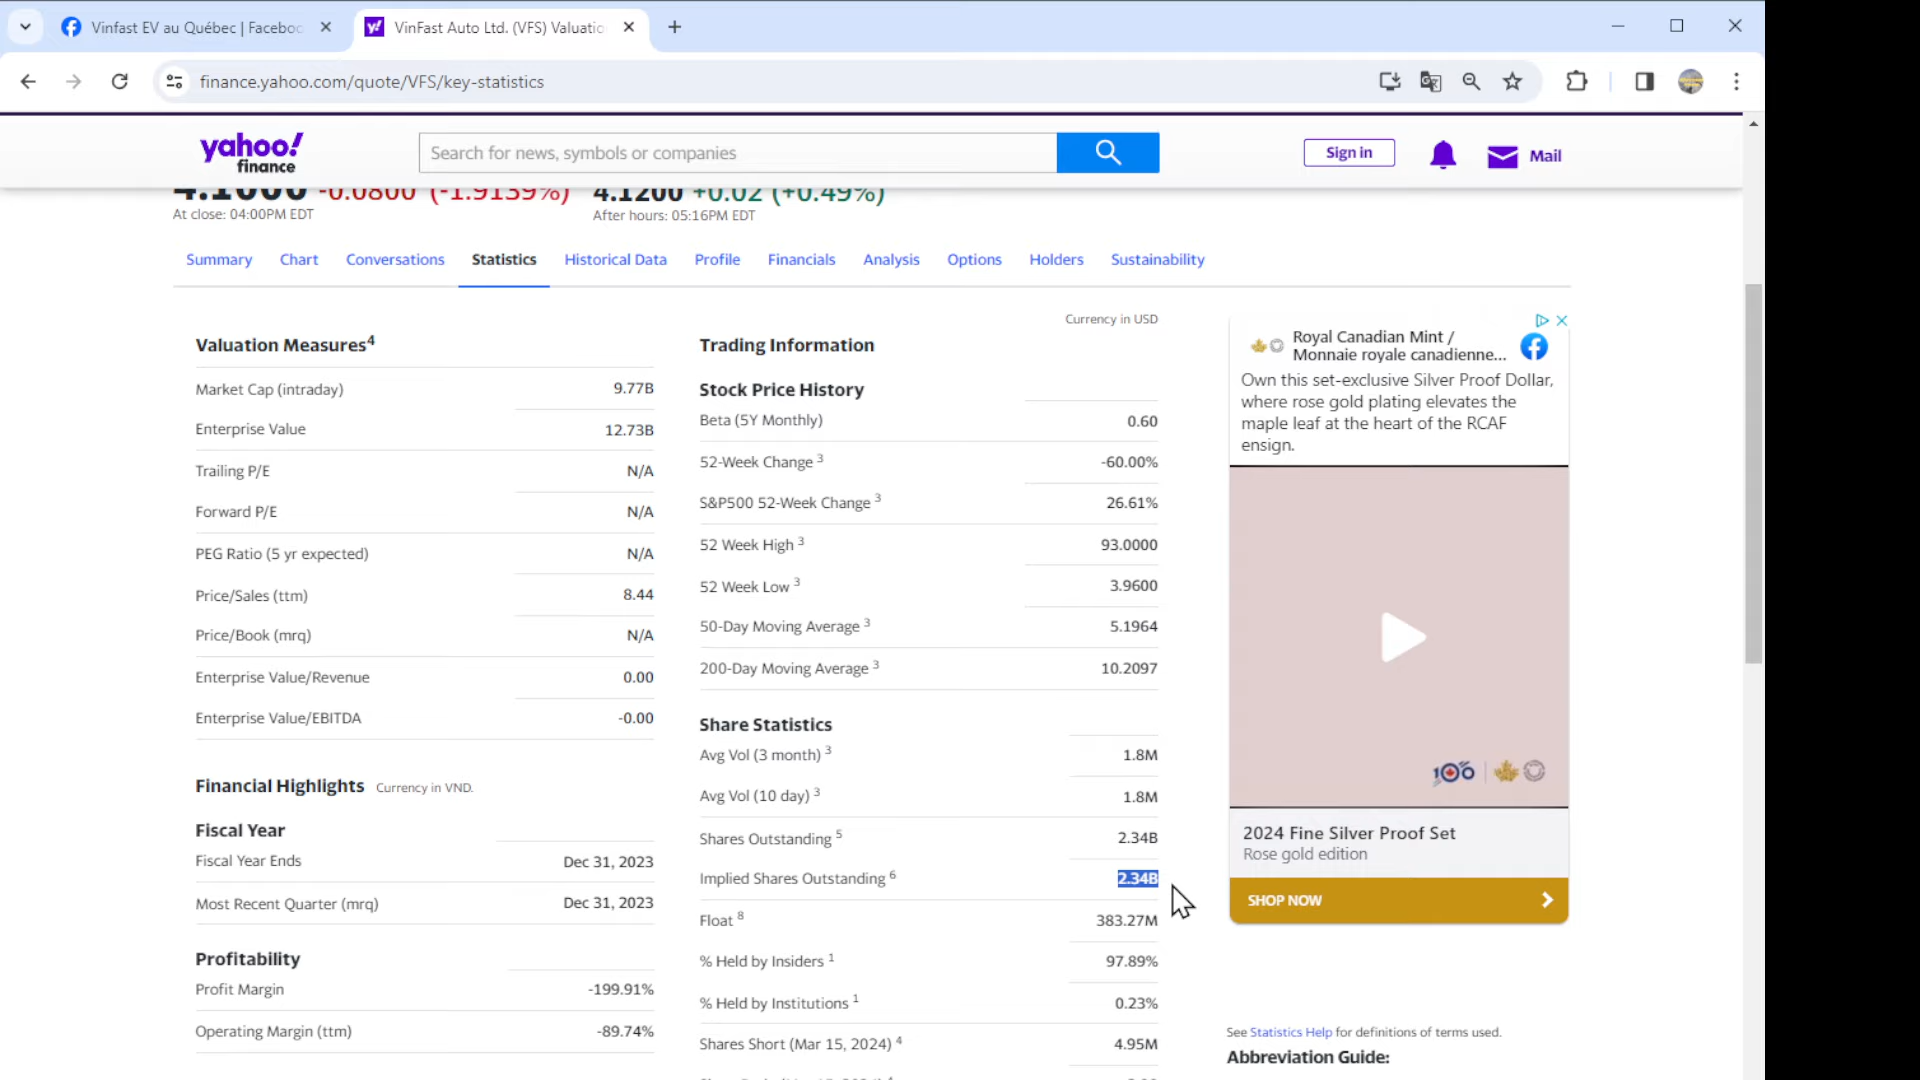 Vinfast EV au Québec | Faceboo
VinFast Auto Ltd. (VFS) Valuatio
finance.yahoo.com/quote/VFS/key-statistics
yahoo!
finance
Search for news, symbols or companies
Sign in
Mail
4.1000 -0.0800 (-1.9139%)
4.1200 +0.02 (+0.49%)
At close: 04:00PM EDT
After hours: 05:16PM EDT
Summary
Chart
Conversations
Statistics
Historical Data
Profile
Financials
Analysis
Options
Holders
Sustainability
Currency in USD
Valuation Measures4
Market Cap (intraday) 9.77B
Enterprise Value 12.73B
Trailing P/E N/A
Forward P/E N/A
PEG Ratio (5 yr expected) N/A
Price/Sales (ttm) 8.44
Price/Book (mrq) N/A
Enterprise Value/Revenue 0.00
Enterprise Value/EBITDA -0.00
Financial Highlights Currency in VND.
Fiscal Year
Fiscal Year Ends Dec 31, 2023
Most Recent Quarter (mrq) Dec 31, 2023
Profitability
Profit Margin -199.91%
Operating Margin (ttm) -89.74%
Trading Information
Stock Price History
Beta (5Y Monthly) 0.60
52-Week Change 3 -60.00%
S&P500 52-Week Change 3 26.61%
52 Week High 3 93.0000
52 Week Low 3 3.9600
50-Day Moving Average 3 5.1964
200-Day Moving Average 3 10.2097
Share Statistics
Avg Vol (3 month) 3 1.8M
Avg Vol (10 day) 3 1.8M
Shares Outstanding 5 2.34B
Implied Shares Outstanding 6 2.34B
Float 8 383.27M
% Held by Insiders 1 97.89%
% Held by Institutions 1 0.23%
Shares Short (Mar 15, 2024) 4 4.95M
Royal Canadian Mint /
Monnaie royale canadienne...
Own this set-exclusive Silver Proof Dollar,
where rose gold plating elevates the
maple leaf at the heart of the RCAF
ensign.
100
2024 Fine Silver Proof Set
Rose gold edition
SHOP NOW
See Statistics Help for definitions of terms used.
Abbreviation Guide: